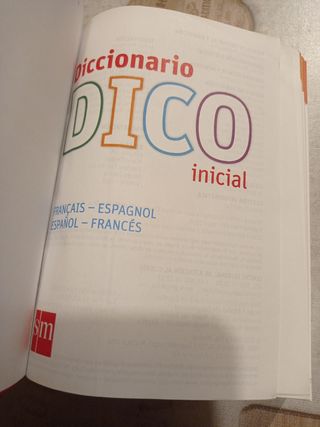 Diccionario
DICO
inicial
FRANÇAIS – ESPAGNOL
ESPAÑOL – FRANCÉS
sm